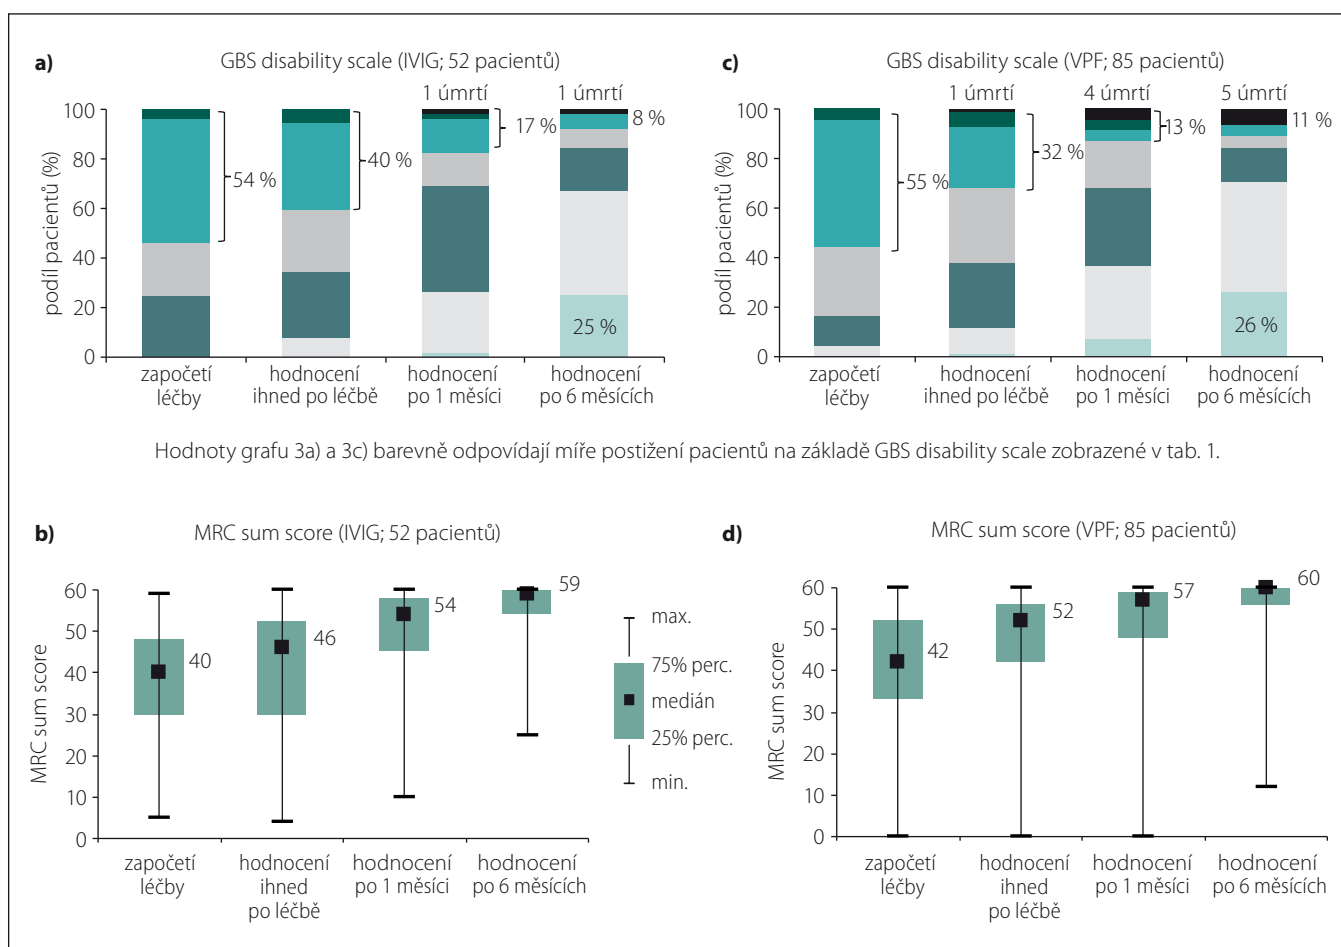 a)
GBS disability scale (IVIG; 52 pacientů)
1 úmrtí
1 úmrtí
podíl pacientů (%)
100
80
60
40
20
0
54 %
40 %
17 %
8 %
25 %
započetí
léčby
hodnocení
ihned po léčbě
hodnocení
po 1 měsíci
hodnocení
po 6 měsících
c)
GBS disability scale (VPF; 85 pacientů)
1 úmrtí
4 úmrtí
5 úmrtí
podíl pacientů (%)
100
80
60
40
20
0
55 %
32 %
13 %
11 %
26 %
započetí
léčby
hodnocení
ihned po léčbě
hodnocení
po 1 měsíci
hodnocení
po 6 měsících
Hodnoty grafu 3a) a 3c) barevně odpovídají míře postižení pacientů na základě GBS disability scale zobrazené v tab. 1.
b)
MRC sum score (IVIG; 52 pacientů)
MRC sum score
60
50
40
30
20
10
0
40
46
54
59
započetí
léčby
hodnocení
ihned
po léčbě
hodnocení
po 1 měsíci
hodnocení
po 6 měsících
max.
75% perc.
medián
25% perc.
min.
d)
MRC sum score (VPF; 85 pacientů)
MRC sum score
60
50
40
30
20
10
0
42
52
57
60
započetí
léčby
hodnocení
ihned
po léčbě
hodnocení
po 1 měsíci
hodnocení
po 6 měsících